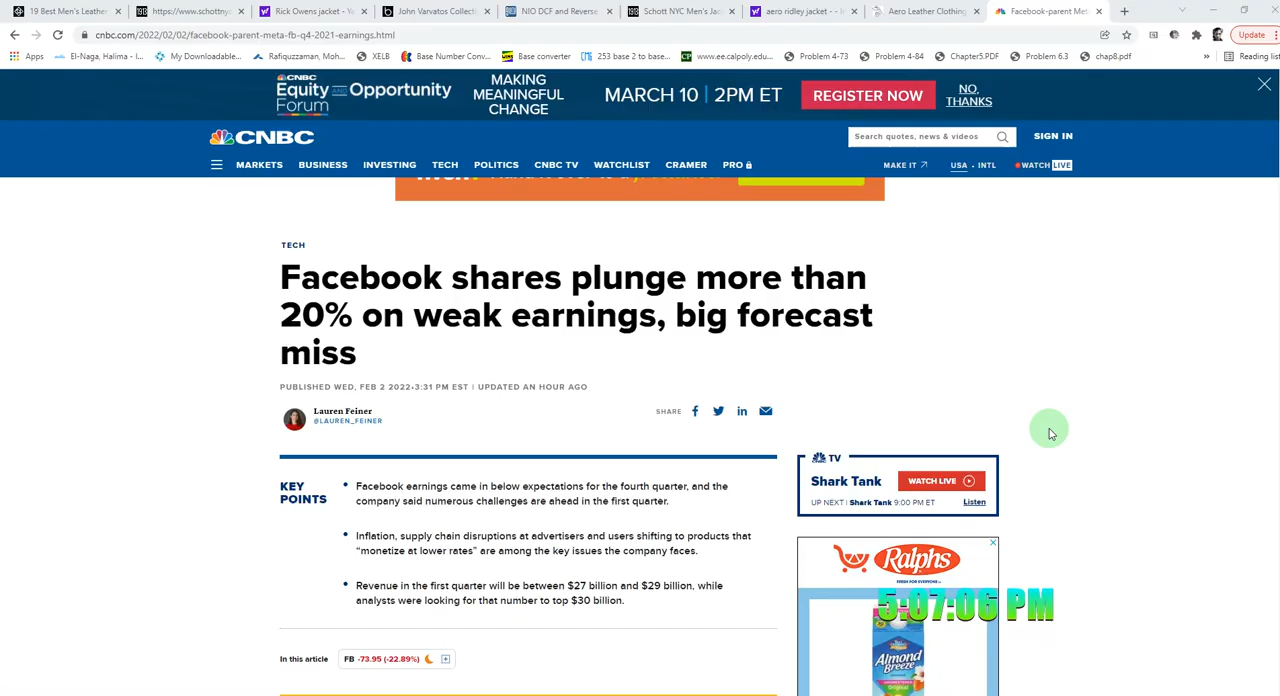 19 Best Men's Leather
https://www.schottnyc
Rick Owens jacket - Ye
John Varvatos Collecti
NIO DCF and Reverse
Schott NYC Men's Jac
aero ridley jacket - - I
Aero Leather Clothing
Facebook-parent Met
cnbc.com/2022/02/02/facebook-parent-meta-fb-q4-2021-earnings.html
Update
Apps
El-Naga, Halima - I...
My Downloadable...
Rafiquzzaman, Moh...
XELB
Base Number Conv...
Base converter
253 base 2 to base...
www.ee.calpoly.edu...
Problem 4-73
Problem 4-84
Chapter5.PDF
Problem 6.3
chap8.pdf
»
Reading list
CNBC
Equity AND Opportunity
Forum
MAKING
MEANINGFUL
CHANGE
MARCH 10 | 2PM ET
REGISTER NOW
NO,
THANKS
CNBC
Search quotes, news & videos
SIGN IN
MARKETS
BUSINESS
INVESTING
TECH
POLITICS
CNBC TV
WATCHLIST
CRAMER
PRO
MAKE IT
USA • INTL
WATCH LIVE
TECH
Facebook shares plunge more than
20% on weak earnings, big forecast
miss
PUBLISHED WED, FEB 2 2022•3:31 PM EST | UPDATED AN HOUR AGO
Lauren Feiner
@LAUREN_FEINER
SHARE
KEY
POINTS
• Facebook earnings came in below expectations for the fourth quarter, and the
company said numerous challenges are ahead in the first quarter.
• Inflation, supply chain disruptions at advertisers and users shifting to products that
“monetize at lower rates” are among the key issues the company faces.
• Revenue in the first quarter will be between $27 billion and $29 billion, while
analysts were looking for that number to top $30 billion.
In this article
FB -73.95 (-22.89%)
TV
Shark Tank
WATCH LIVE
UP NEXT | Shark Tank 9:00 PM ET
Listen
Ralphs
FRESH FOR EVERYONE
5:07:06 PM
Almond
Breeze
Original